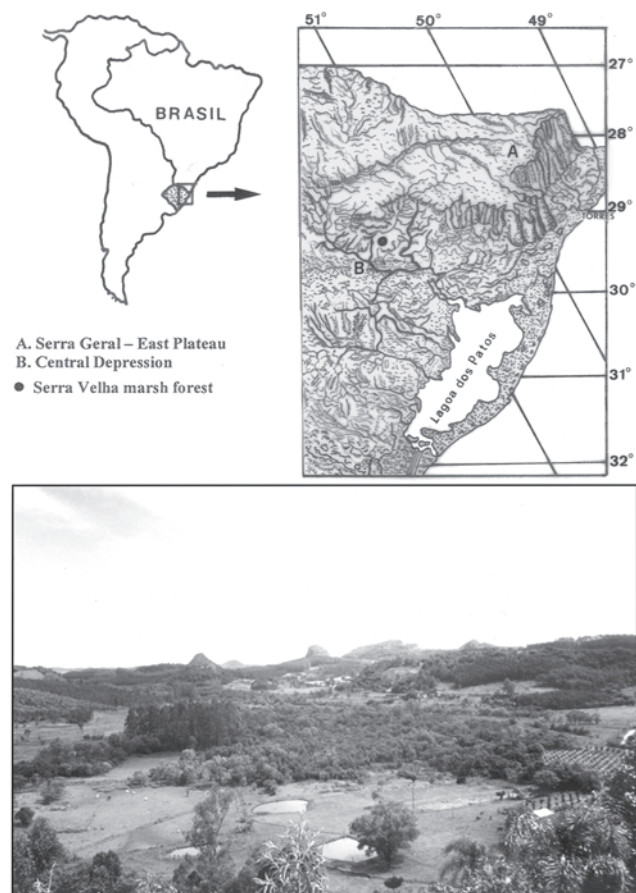 51° 50° 49°
BRASIL
27°
28°
A
29°
TORRES
B
30°
A. Serra Geral – East Plateau
B. Central Depression
● Serra Velha marsh forest
Lagoa dos Patos
31°
32°